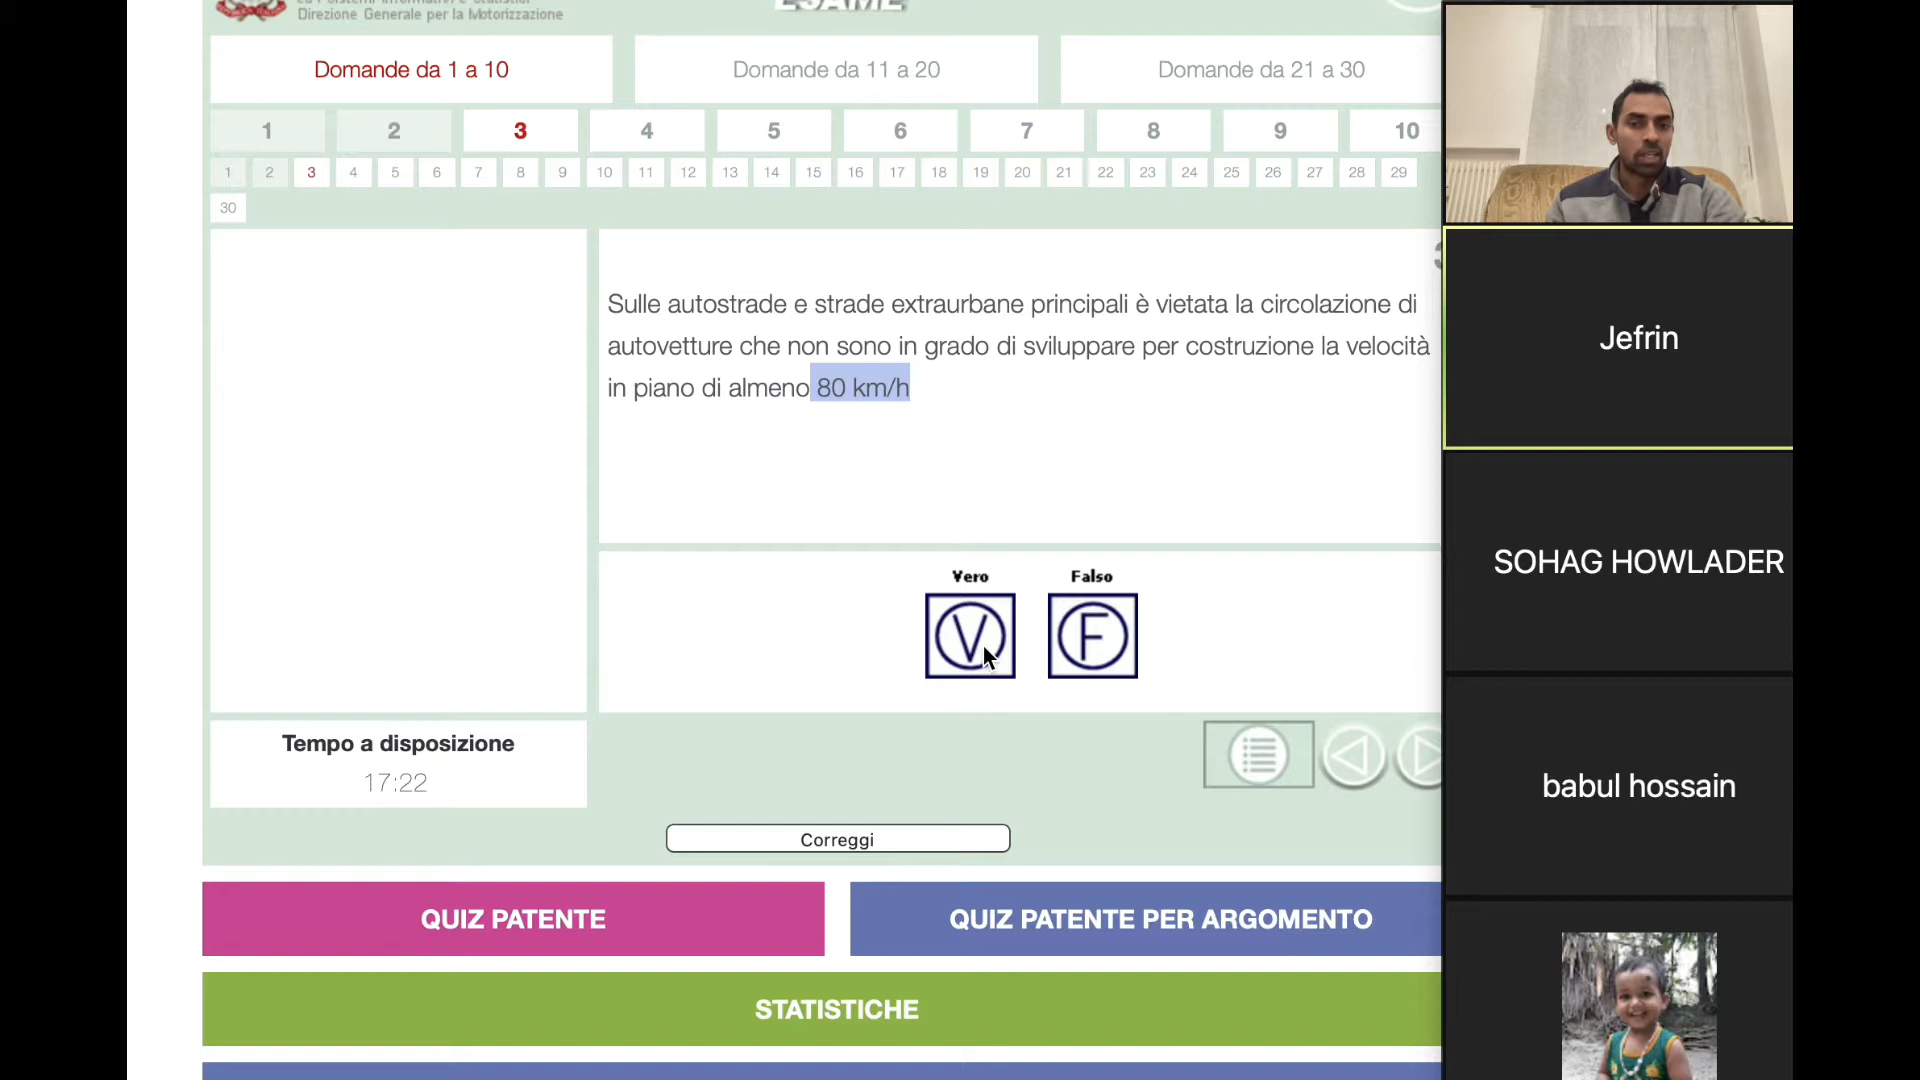 Direzione Generale per la Motorizzazione
ESAME
Domande da 1 a 10
Domande da 11 a 20
Domande da 21 a 30
1 2 3 4 5 6 7 8 9 10
1 2 3 4 5 6 7 8 9 10 11 12 13 14 15 16 17 18 19 20 21 22 23 24 25 26 27 28 29
30
Sulle autostrade e strade extraurbane principali è vietata la circolazione di
autovetture che non sono in grado di sviluppare per costruzione la velocità
in piano di almeno 80 km/h
Vero Falso
V F
Tempo a disposizione
17:22
Correggi
QUIZ PATENTE
QUIZ PATENTE PER ARGOMENTO
STATISTICHE
Jefrin
SOHAG HOWLADER
babul hossain